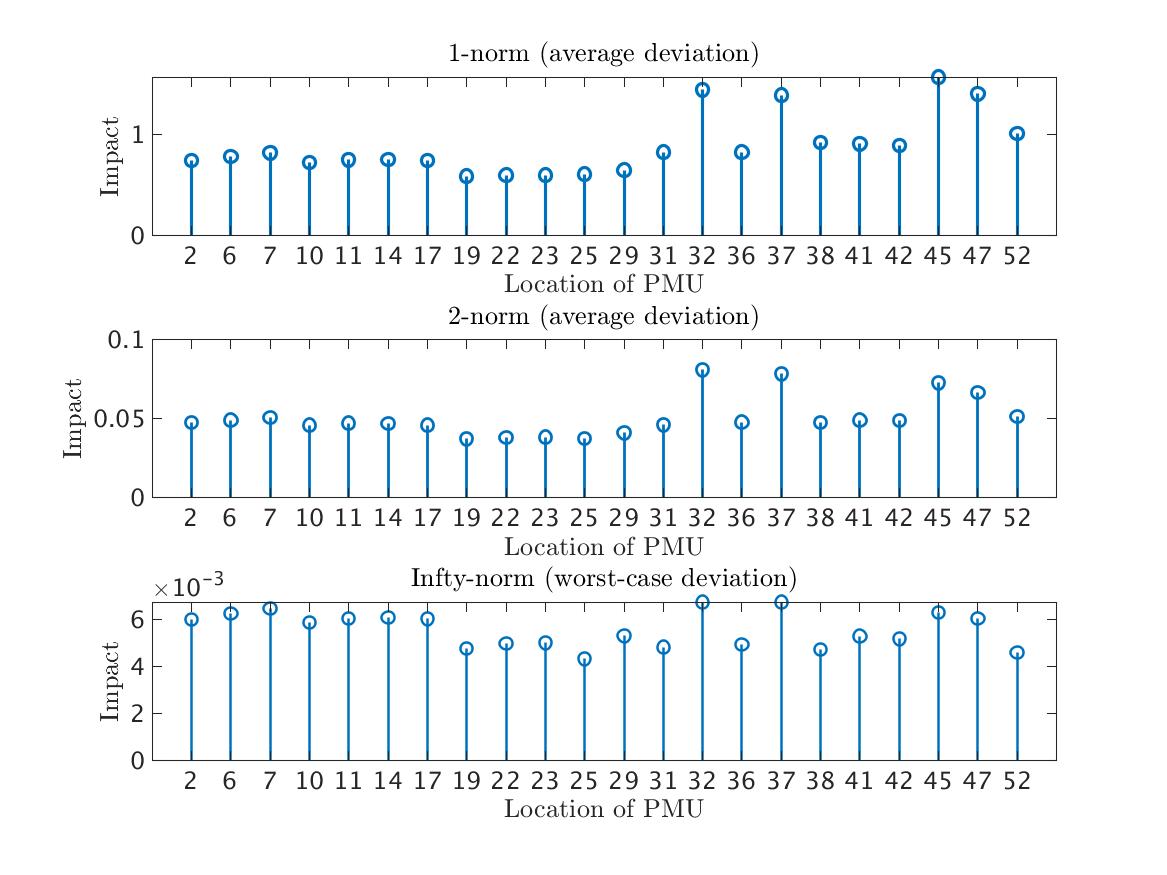 1-norm (average deviation)
1
0
Impact
2 6 7 10 11 14 17 19 22 23 25 29 31 32 36 37 38 41 42 45 47 52
Location of PMU
2-norm (average deviation)
0.1
0.05
0
Impact
2 6 7 10 11 14 17 19 22 23 25 29 31 32 36 37 38 41 42 45 47 52
Location of PMU
Infty-norm (worst-case deviation)
×10⁻³
6
4
2
0
Impact
2 6 7 10 11 14 17 19 22 23 25 29 31 32 36 37 38 41 42 45 47 52
Location of PMU